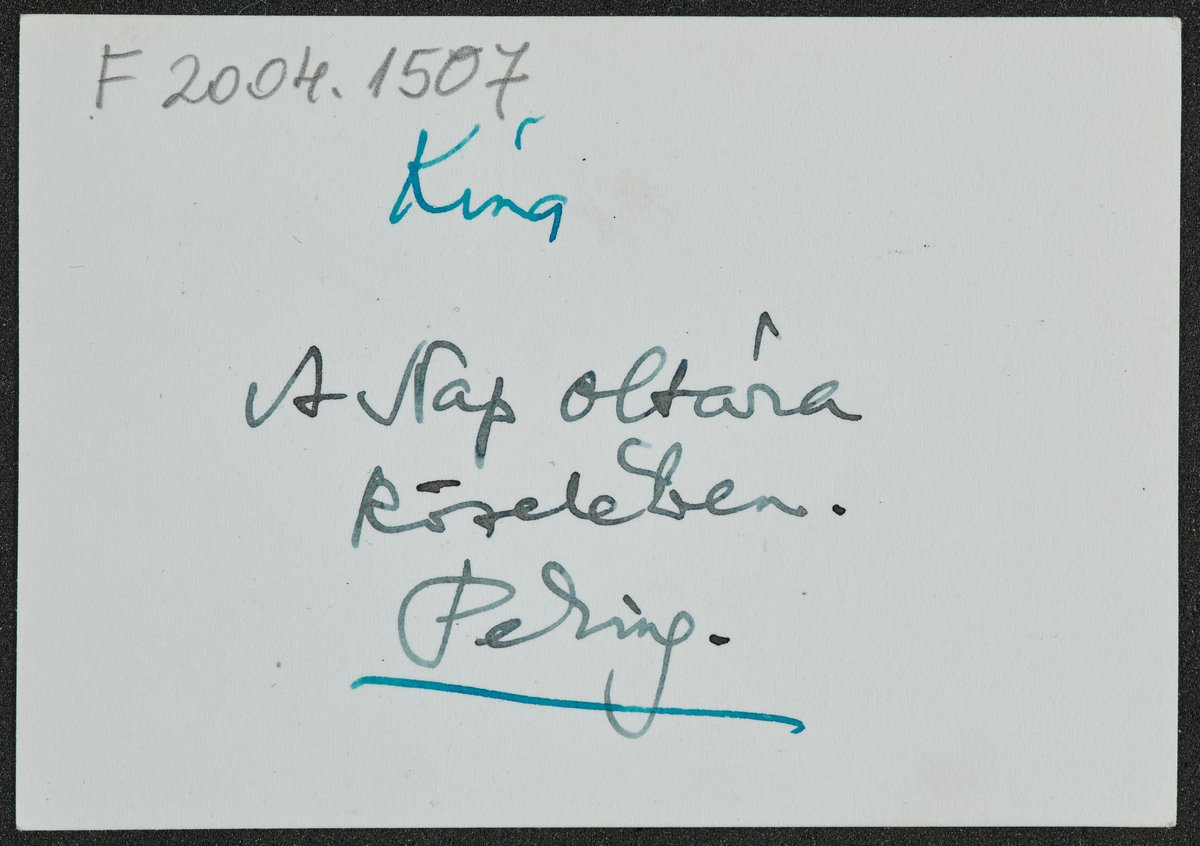 F 2004.1507
Kína
A Nap oltára
közelében.
Peking.